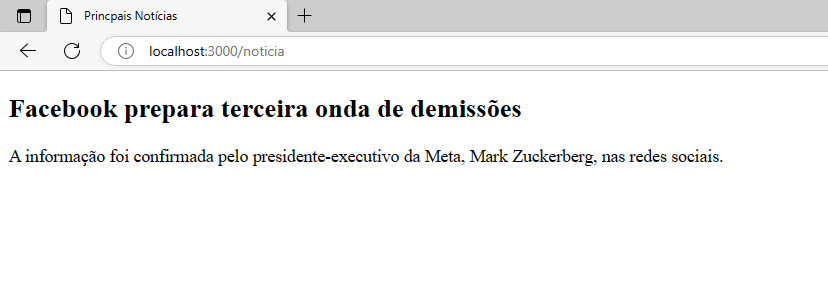 Princpais Notícias
localhost:3000/noticia
Facebook prepara terceira onda de demissões
A informação foi confirmada pelo presidente-executivo da Meta, Mark Zuckerberg, nas redes sociais.